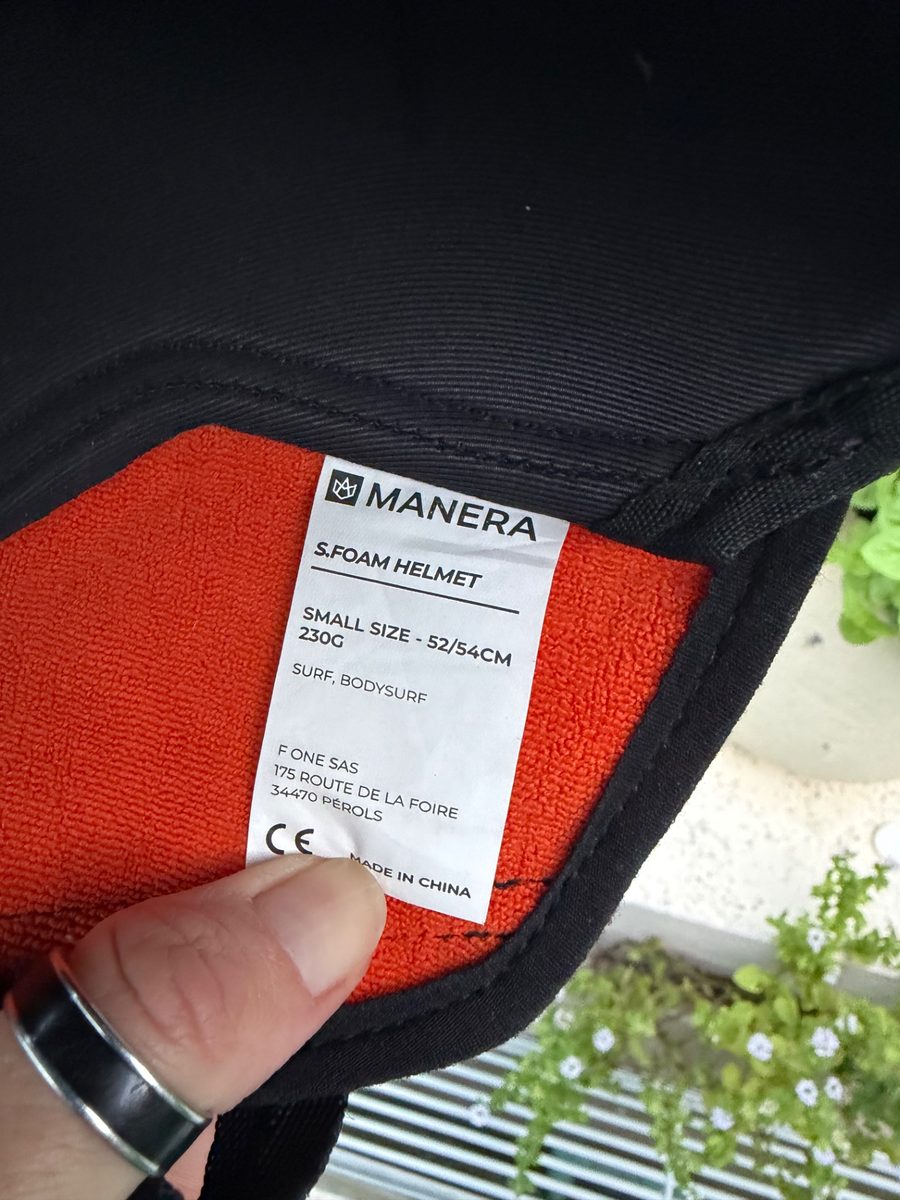 MANERA
S.FOAM HELMET
SMALL SIZE - 52/54CM
230G
SURF, BODYSURF
F ONE SAS
175 ROUTE DE LA FOIRE
34470 PÉROLS
CE
MADE IN CHINA